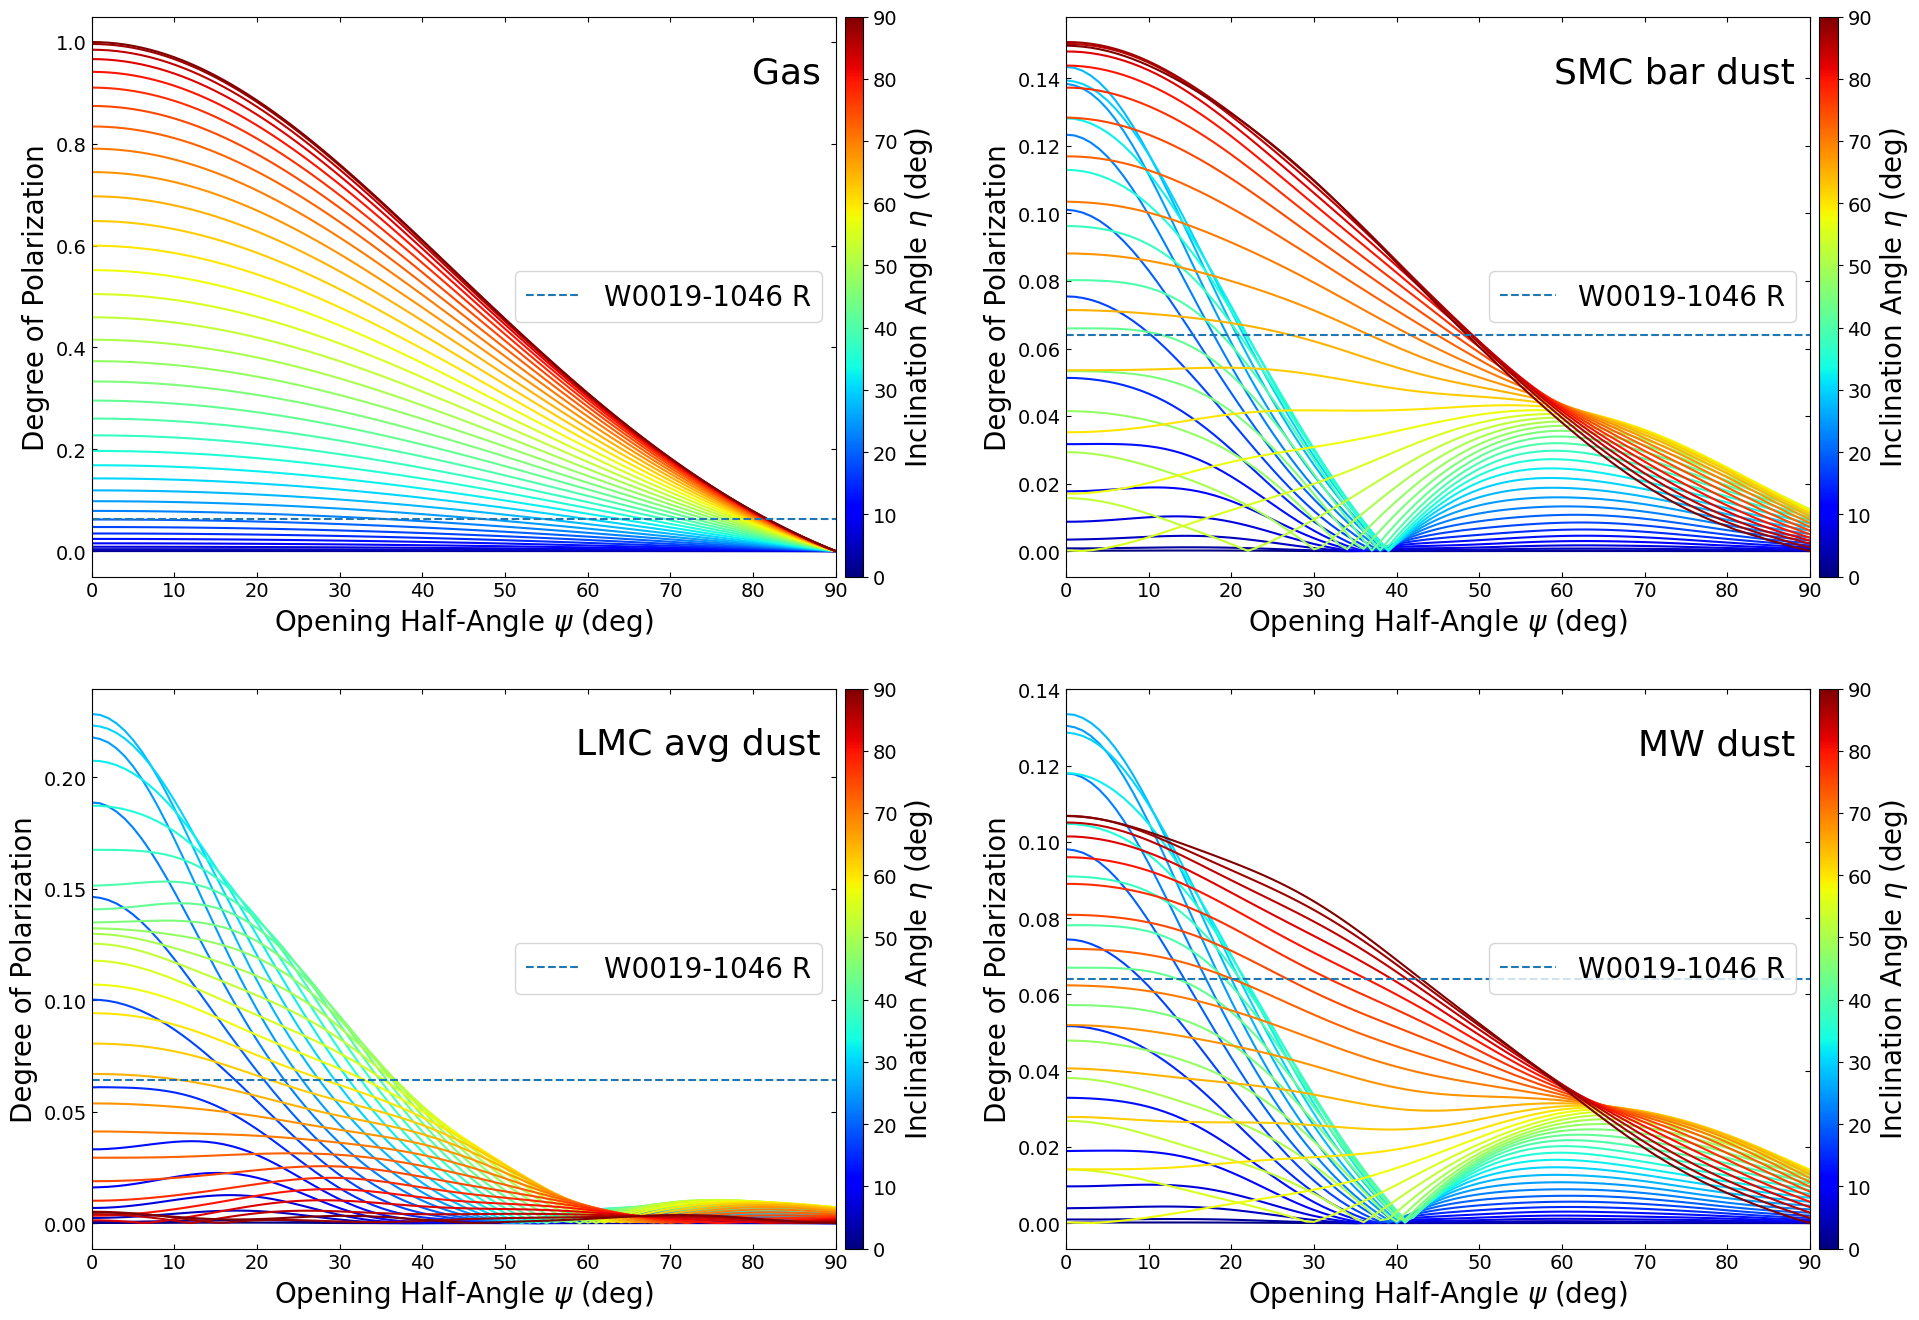 Gas
Degree of Polarization
1.0
0.8
0.6
0.4
0.2
0.0
W0019-1046 R
0 10 20 30 40 50 60 70 80 90
Opening Half-Angle ψ (deg)
90
80
70
60
50
40
30
20
10
0
Inclination Angle η (deg)
SMC bar dust
Degree of Polarization
0.14
0.12
0.10
0.08
0.06
0.04
0.02
0.00
W0019-1046 R
0 10 20 30 40 50 60 70 80 90
Opening Half-Angle ψ (deg)
90
80
70
60
50
40
30
20
10
0
Inclination Angle η (deg)
LMC avg dust
Degree of Polarization
0.20
0.15
0.10
0.05
0.00
W0019-1046 R
0 10 20 30 40 50 60 70 80 90
Opening Half-Angle ψ (deg)
90
80
70
60
50
40
30
20
10
0
Inclination Angle η (deg)
MW dust
Degree of Polarization
0.14
0.12
0.10
0.08
0.06
0.04
0.02
0.00
W0019-1046 R
0 10 20 30 40 50 60 70 80 90
Opening Half-Angle ψ (deg)
90
80
70
60
50
40
30
20
10
0
Inclination Angle η (deg)